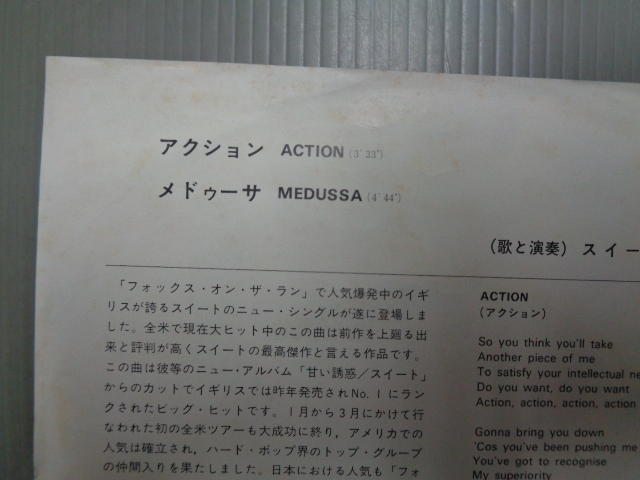 アクション ACTION (3′33″)
メドゥーサ MEDUSSA (4′44″)
(歌と演奏) スイー
「フォックス・オン・ザ・ラン」で人気爆発中のイギ
リスが誇るスイートのニュー・シングルが遂に登場しま
した。全米で現在大ヒット中のこの曲は前作を上廻る出
来と評判が高くスイートの最高傑作と言える作品です。
この曲は彼等のニュー・アルバム「甘い誘惑／スイート」
からのカットでイギリスでは昨年発売されNo.1にラン
クされたビッグ・ヒットです。1月から3月にかけて行
なわれた初の全米ツアーも大成功に終り，アメリカでの
人気は確立され，ハード・ポップ界のトップ・グループ
の仲間入りを果たしました。日本における人気も「フォ
ACTION
(アクション)
So you think you'll take
Another piece of me
To satisfy your intellectual ne
Do you want, do you want
Action, action, action, action
Gonna bring you down
'Cos you've been pushing me
You've got to recognise
My superiority